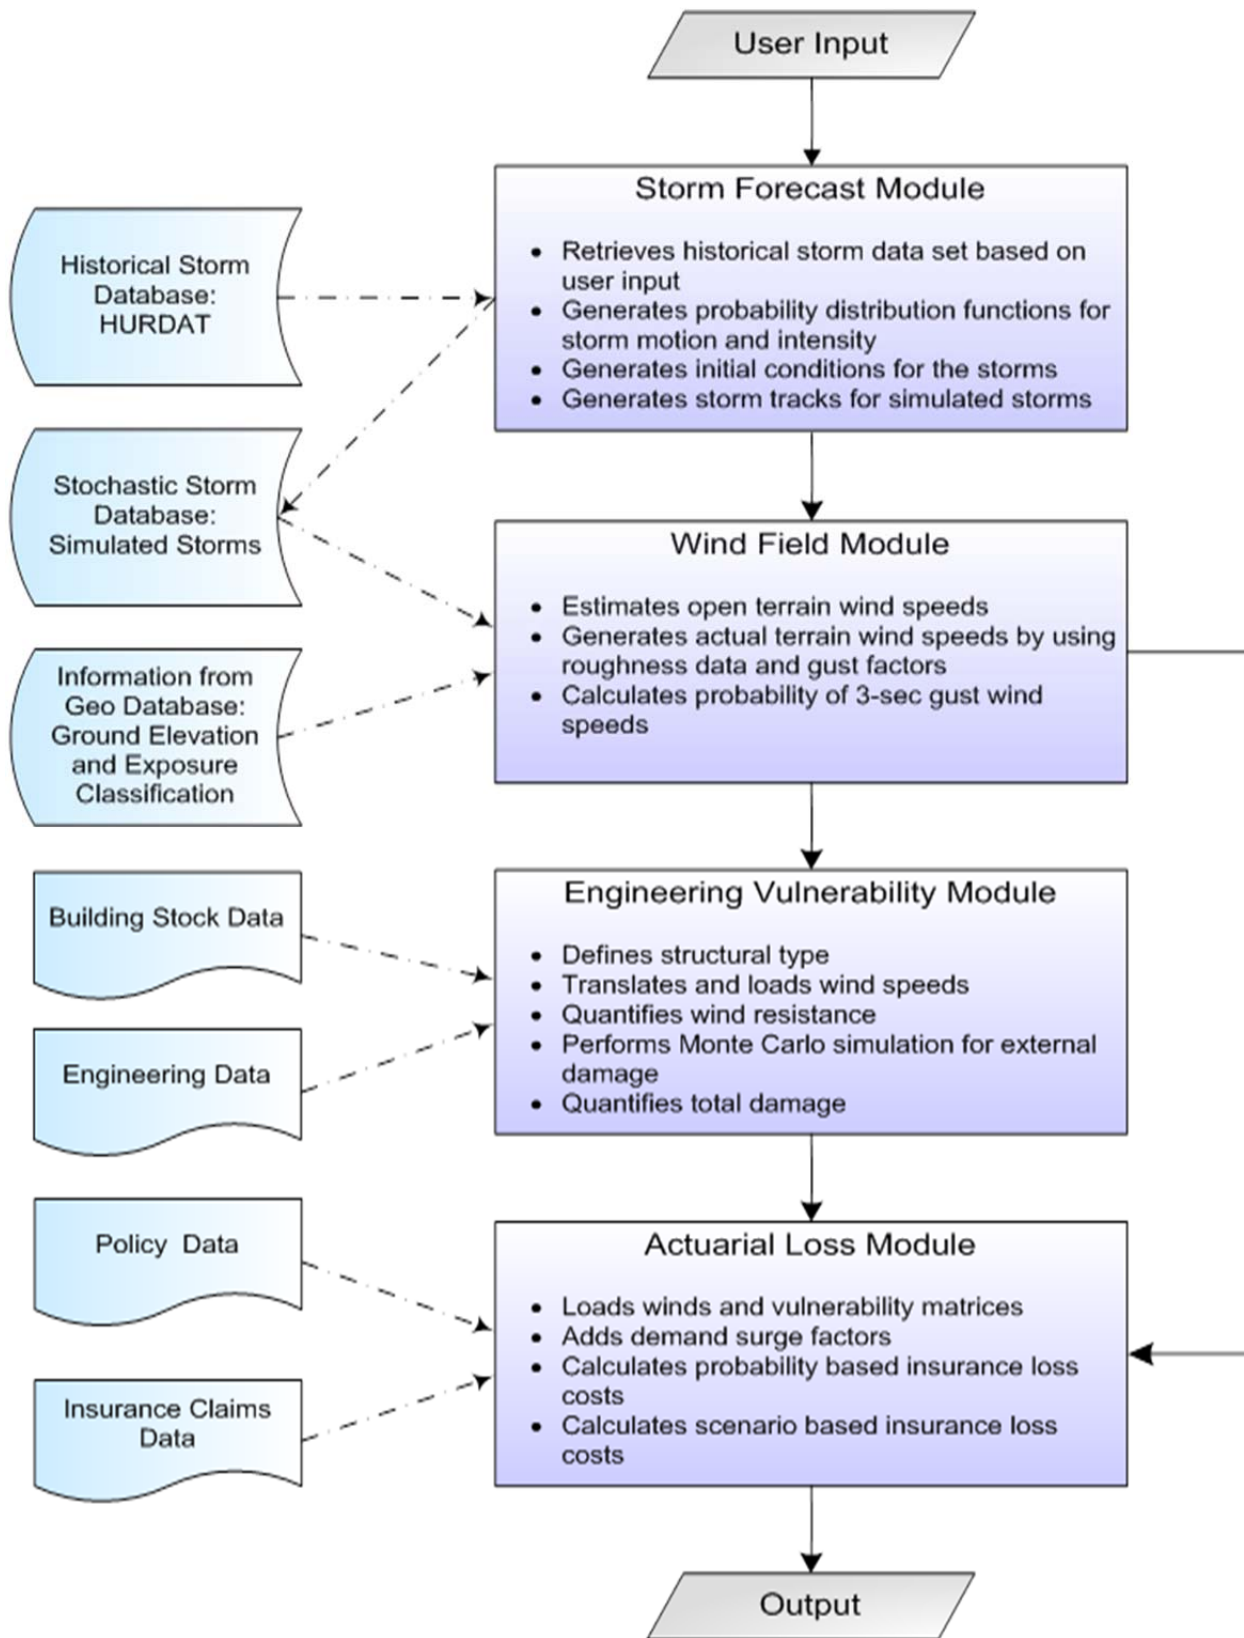 User Input
Storm Forecast Module
• Retrieves historical storm data set based on
user input
• Generates probability distribution functions for
storm motion and intensity
• Generates initial conditions for the storms
• Generates storm tracks for simulated storms
Historical Storm
Database:
HURDAT
Stochastic Storm
Database:
Simulated Storms
Wind Field Module
• Estimates open terrain wind speeds
• Generates actual terrain wind speeds by using
roughness data and gust factors
• Calculates probability of 3-sec gust wind
speeds
Information from
Geo Database:
Ground Elevation
and Exposure
Classification
Engineering Vulnerability Module
• Defines structural type
• Translates and loads wind speeds
• Quantifies wind resistance
• Performs Monte Carlo simulation for external
damage
• Quantifies total damage
Building Stock Data
Engineering Data
Actuarial Loss Module
• Loads winds and vulnerability matrices
• Adds demand surge factors
• Calculates probability based insurance loss
costs
• Calculates scenario based insurance loss
costs
Policy Data
Insurance Claims
Data
Output